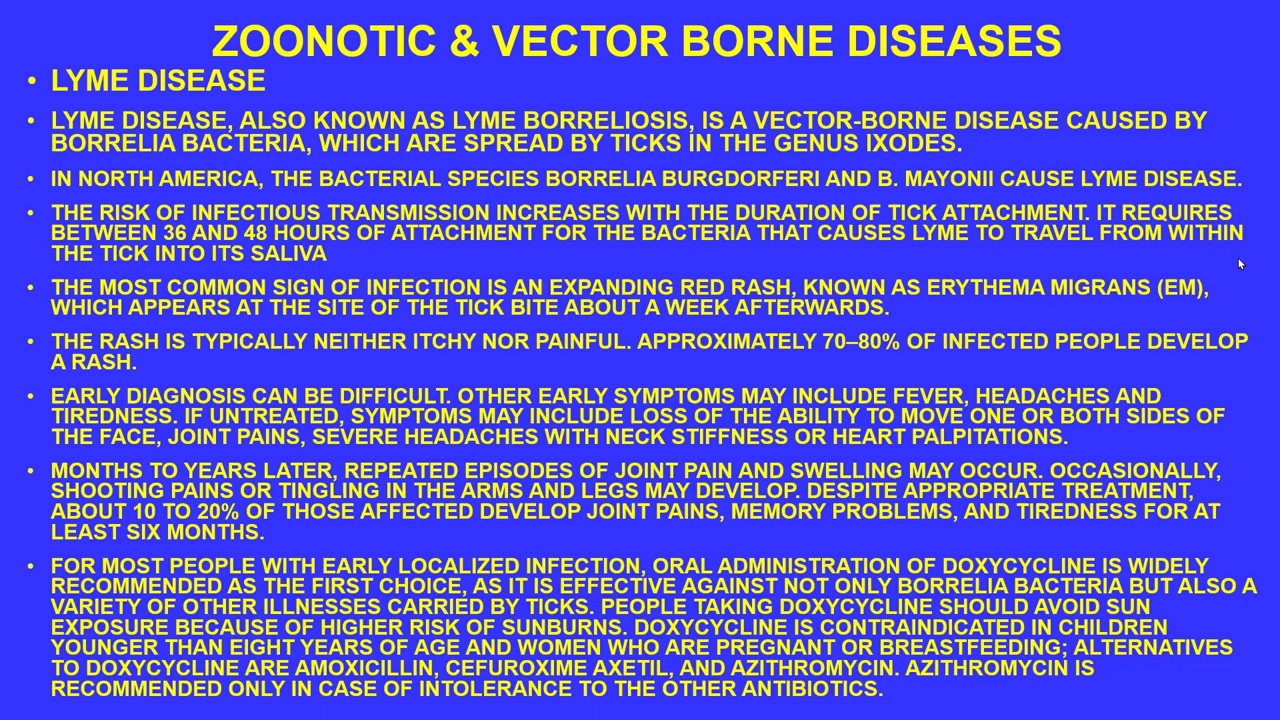 ZOONOTIC & VECTOR BORNE DISEASES
• LYME DISEASE
• LYME DISEASE, ALSO KNOWN AS LYME BORRELIOSIS, IS A VECTOR-BORNE DISEASE CAUSED BY
BORRELIA BACTERIA, WHICH ARE SPREAD BY TICKS IN THE GENUS IXODES.
• IN NORTH AMERICA, THE BACTERIAL SPECIES BORRELIA BURGDORFERI AND B. MAYONII CAUSE LYME DISEASE.
• THE RISK OF INFECTIOUS TRANSMISSION INCREASES WITH THE DURATION OF TICK ATTACHMENT. IT REQUIRES
BETWEEN 36 AND 48 HOURS OF ATTACHMENT FOR THE BACTERIA THAT CAUSES LYME TO TRAVEL FROM WITHIN
THE TICK INTO ITS SALIVA
• THE MOST COMMON SIGN OF INFECTION IS AN EXPANDING RED RASH, KNOWN AS ERYTHEMA MIGRANS (EM),
WHICH APPEARS AT THE SITE OF THE TICK BITE ABOUT A WEEK AFTERWARDS.
• THE RASH IS TYPICALLY NEITHER ITCHY NOR PAINFUL. APPROXIMATELY 70–80% OF INFECTED PEOPLE DEVELOP
A RASH.
• EARLY DIAGNOSIS CAN BE DIFFICULT. OTHER EARLY SYMPTOMS MAY INCLUDE FEVER, HEADACHES AND
TIREDNESS. IF UNTREATED, SYMPTOMS MAY INCLUDE LOSS OF THE ABILITY TO MOVE ONE OR BOTH SIDES OF
THE FACE, JOINT PAINS, SEVERE HEADACHES WITH NECK STIFFNESS OR HEART PALPITATIONS.
• MONTHS TO YEARS LATER, REPEATED EPISODES OF JOINT PAIN AND SWELLING MAY OCCUR. OCCASIONALLY,
SHOOTING PAINS OR TINGLING IN THE ARMS AND LEGS MAY DEVELOP. DESPITE APPROPRIATE TREATMENT,
ABOUT 10 TO 20% OF THOSE AFFECTED DEVELOP JOINT PAINS, MEMORY PROBLEMS, AND TIREDNESS FOR AT
LEAST SIX MONTHS.
• FOR MOST PEOPLE WITH EARLY LOCALIZED INFECTION, ORAL ADMINISTRATION OF DOXYCYCLINE IS WIDELY
RECOMMENDED AS THE FIRST CHOICE, AS IT IS EFFECTIVE AGAINST NOT ONLY BORRELIA BACTERIA BUT ALSO A
VARIETY OF OTHER ILLNESSES CARRIED BY TICKS. PEOPLE TAKING DOXYCYCLINE SHOULD AVOID SUN
EXPOSURE BECAUSE OF HIGHER RISK OF SUNBURNS. DOXYCYCLINE IS CONTRAINDICATED IN CHILDREN
YOUNGER THAN EIGHT YEARS OF AGE AND WOMEN WHO ARE PREGNANT OR BREASTFEEDING; ALTERNATIVES
TO DOXYCYCLINE ARE AMOXICILLIN, CEFUROXIME AXETIL, AND AZITHROMYCIN. AZITHROMYCIN IS
RECOMMENDED ONLY IN CASE OF INTOLERANCE TO THE OTHER ANTIBIOTICS.